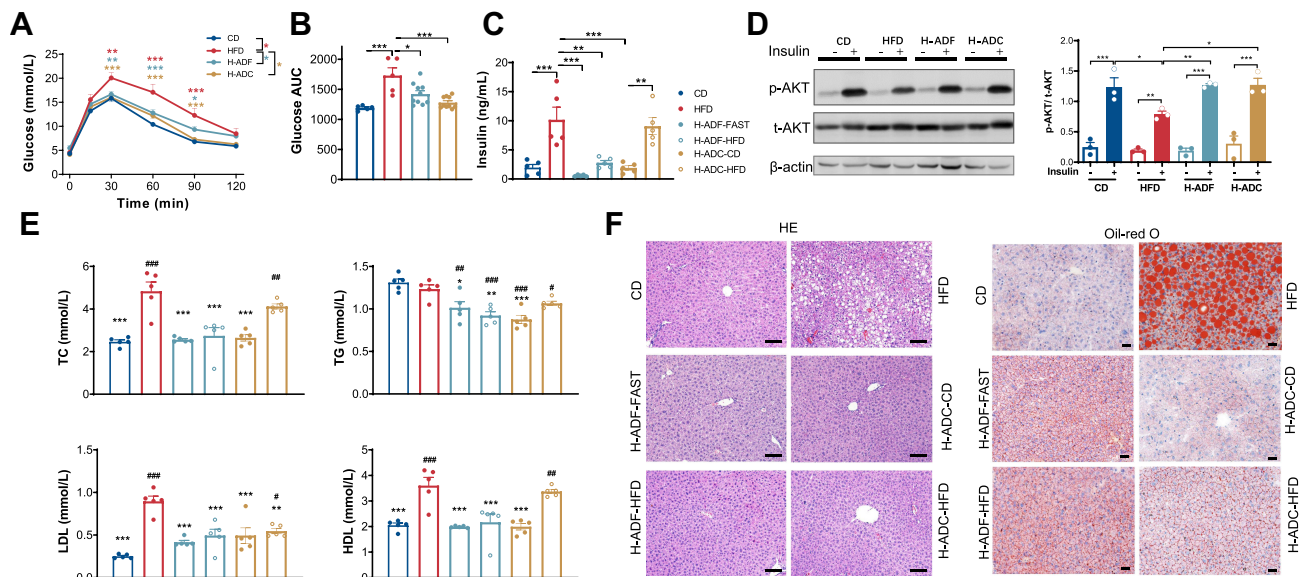 A
Glucose (mmol/L)
25
20
15
10
5
0
0
30
60
90
120
Time (min)
**
**
***
***
***
***
***
*
***
CD
HFD
H-ADF
H-ADC
*
*
*
B
Glucose AUC
2500
2000
1500
1000
500
0
***
*
***
C
Insulin (ng/mL)
20
15
10
5
0
***
***
**
***
**
CD
HFD
H-ADF-FAST
H-ADF-HFD
H-ADC-CD
H-ADC-HFD
D
CD HFD H-ADF H-ADC
Insulin - + - + - + - +
p-AKT
t-AKT
β-actin
p-AKT/ t-AKT
2.0
1.5
1.0
0.5
0.0
***
*
**
**
***
*
***
Insulin - + - + - + - +
CD HFD H-ADF H-ADC
E
TC (mmol/L)
6
4
2
0
***
###
***
***
***
##
TG (mmol/L)
2.0
1.5
1.0
0.5
0.0
##
*
###
**
###
***
#
LDL (mmol/L)
1.5
1.0
0.5
0.0
***
###
***
***
***
#
**
HDL (mmol/L)
5
4
3
2
1
0
***
###
***
***
***
##
F
HE
CD
HFD
H-ADF-FAST
H-ADC-CD
H-ADF-HFD
H-ADC-HFD
Oil-red O
CD
HFD
H-ADF-FAST
H-ADC-CD
H-ADF-HFD
H-ADC-HFD